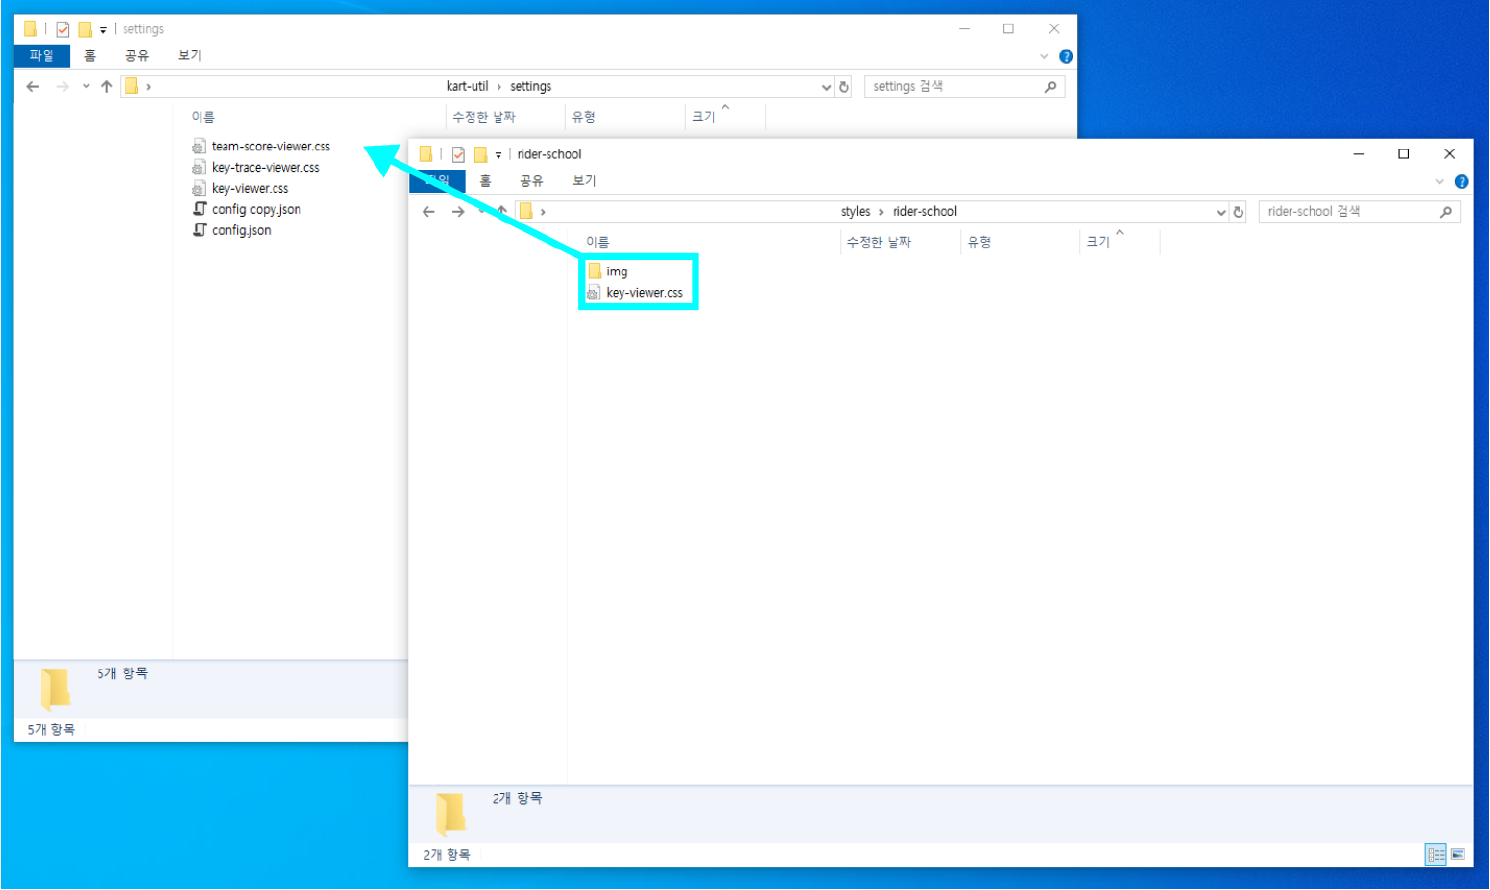 settings
파일 홈 공유 보기
kart-util › settings
settings 검색
이름 수정한 날짜 유형 크기
team-score-viewer.css
key-trace-viewer.css
key-viewer.css
config copy.json
config.json
5개 항목
5개 항목
rider-school
홈 공유 보기
styles › rider-school
rider-school 검색
이름 수정한 날짜 유형 크기
img
key-viewer.css
2개 항목
2개 항목